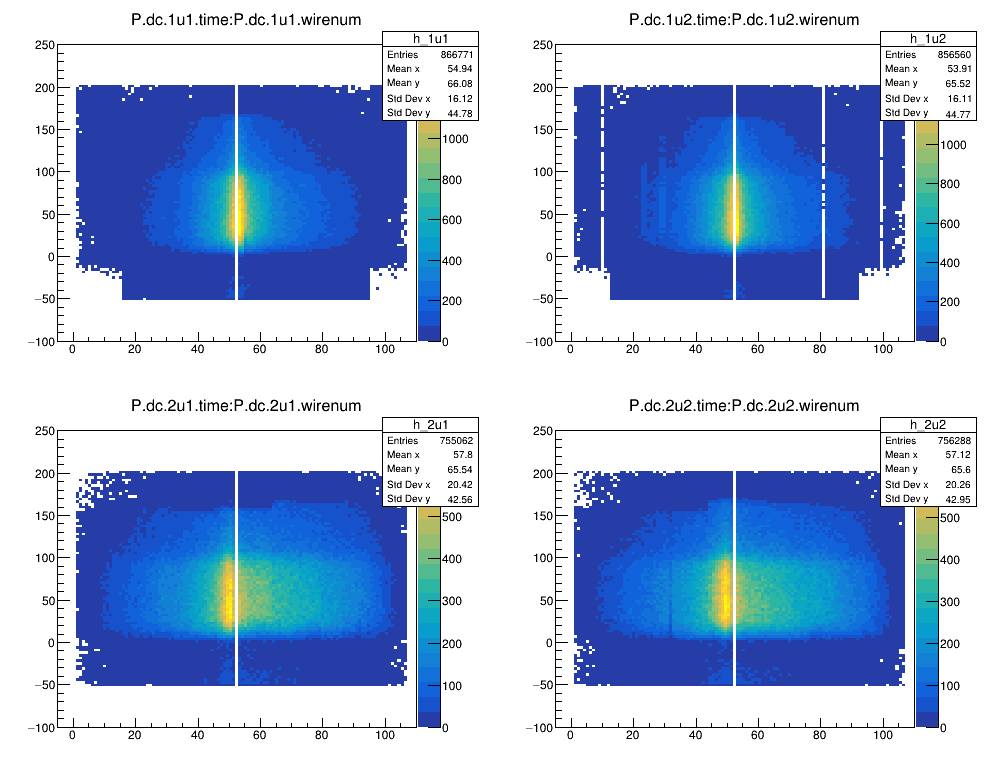 P.dc.1u1.time:P.dc.1u1.wirenum
h_1u1
Entries 866771
Mean x 54.94
Mean y 66.08
Std Dev x 16.12
Std Dev y 44.78
250
200
150
100
50
0
−50
−100
0 20 40 60 80 100
1000
800
600
400
200
0
P.dc.1u2.time:P.dc.1u2.wirenum
h_1u2
Entries 856560
Mean x 53.91
Mean y 65.52
Std Dev x 16.11
Std Dev y 44.77
250
200
150
100
50
0
−50
−100
0 20 40 60 80 100
1000
800
600
400
200
0
P.dc.2u1.time:P.dc.2u1.wirenum
h_2u1
Entries 755062
Mean x 57.8
Mean y 65.54
Std Dev x 20.42
Std Dev y 42.56
250
200
150
100
50
0
−50
−100
0 20 40 60 80 100
500
400
300
200
100
0
P.dc.2u2.time:P.dc.2u2.wirenum
h_2u2
Entries 756288
Mean x 57.12
Mean y 65.6
Std Dev x 20.26
Std Dev y 42.95
250
200
150
100
50
0
−50
−100
0 20 40 60 80 100
500
400
300
200
100
0